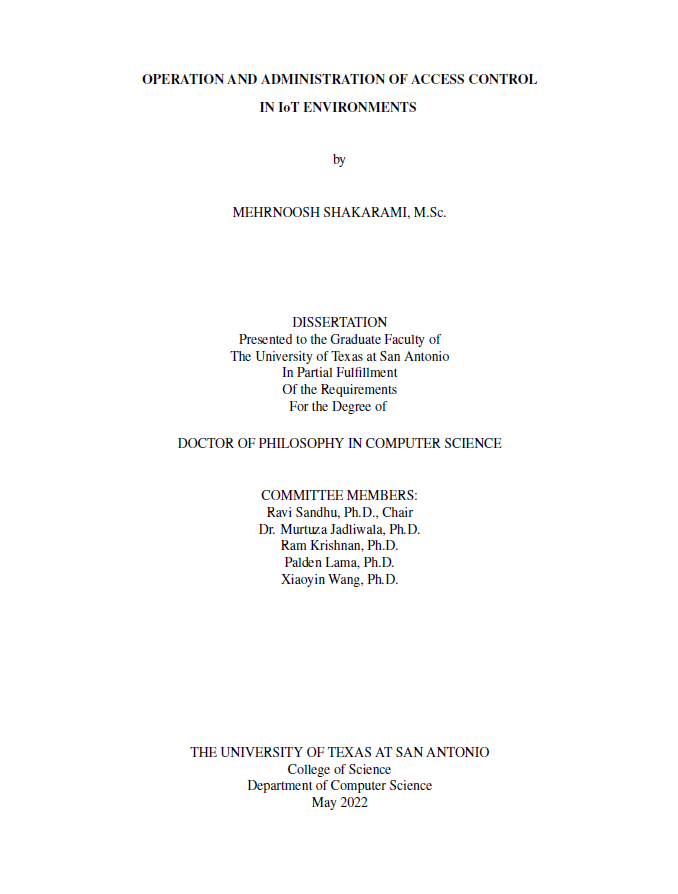 OPERATION AND ADMINISTRATION OF ACCESS CONTROL
IN IoT ENVIRONMENTS
by
MEHRNOOSH SHAKARAMI, M.Sc.
DISSERTATION
Presented to the Graduate Faculty of
The University of Texas at San Antonio
In Partial Fulfillment
Of the Requirements
For the Degree of
DOCTOR OF PHILOSOPHY IN COMPUTER SCIENCE
COMMITTEE MEMBERS:
Ravi Sandhu, Ph.D., Chair
Dr. Murtuza Jadliwala, Ph.D.
Ram Krishnan, Ph.D.
Palden Lama, Ph.D.
Xiaoyin Wang, Ph.D.
THE UNIVERSITY OF TEXAS AT SAN ANTONIO
College of Science
Department of Computer Science
May 2022